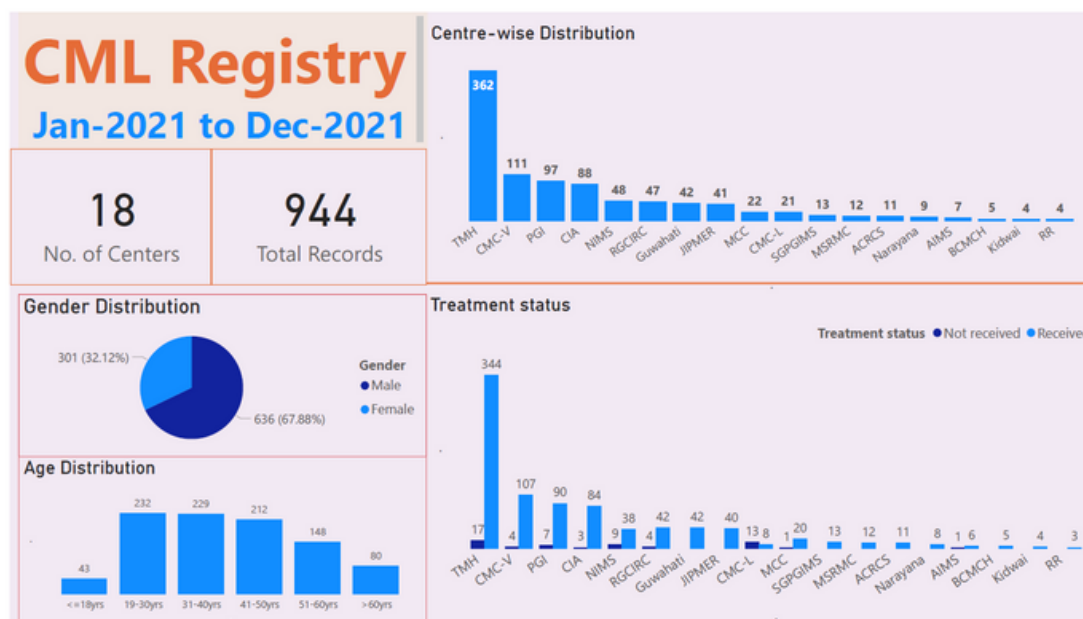 CML Registry
Jan-2021 to Dec-2021
18
No. of Centers
944
Total Records
Centre-wise Distribution
362
111
97
88
48
47
42
41
22
21
13
12
11
9
7
5
4
4
TMH
CMC-V
PGI
CIA
NIMS
RGCIRC
Guwahati
JIPMER
MCC
CMC-L
SGPGIMS
MSRMC
ACRCS
Narayana
AIMS
BCMCH
Kidwai
RR
Gender Distribution
301 (32.12%)
636 (67.88%)
Gender
Male
Female
Age Distribution
43
232
229
212
148
80
<=18yrs
19-30yrs
31-40yrs
41-50yrs
51-60yrs
>60yrs
Treatment status
Treatment status Not received Receive
17
344
4
107
7
90
3
84
9
38
4
42
42
40
13
8
1
20
13
12
11
8
1
6
5
4
3
TMH
CMC-V
PGI
CIA
NIMS
RGCIRC
Guwahati
JIPMER
CMC-L
MCC
SGPGIMS
MSRMC
ACRCS
Narayana
AIMS
BCMCH
Kidwai
RR